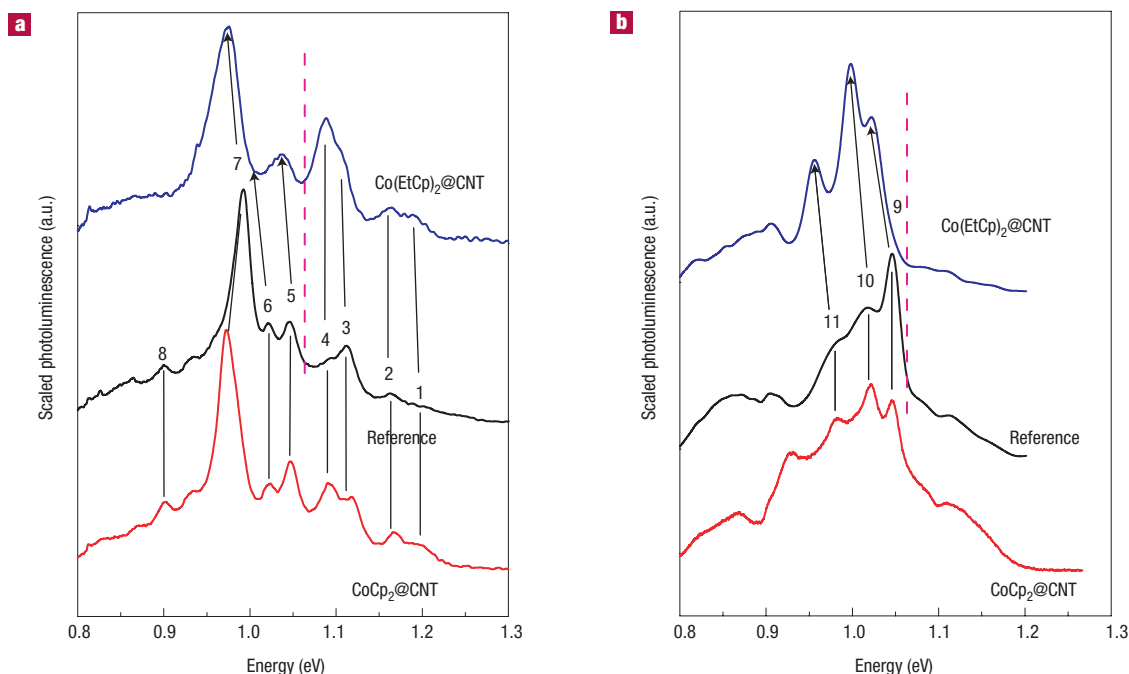 a
Scaled photoluminescence (a.u.)
7
Co(EtCp)2@CNT
6
5
4
3
8
2
1
Reference
CoCp2@CNT
0.8 0.9 1.0 1.1 1.2 1.3
Energy (eV)
b
Scaled photoluminescence (a.u.)
9
Co(EtCp)2@CNT
10
11
Reference
CoCp2@CNT
0.8 0.9 1.0 1.1 1.2 1.3
Energy (eV)